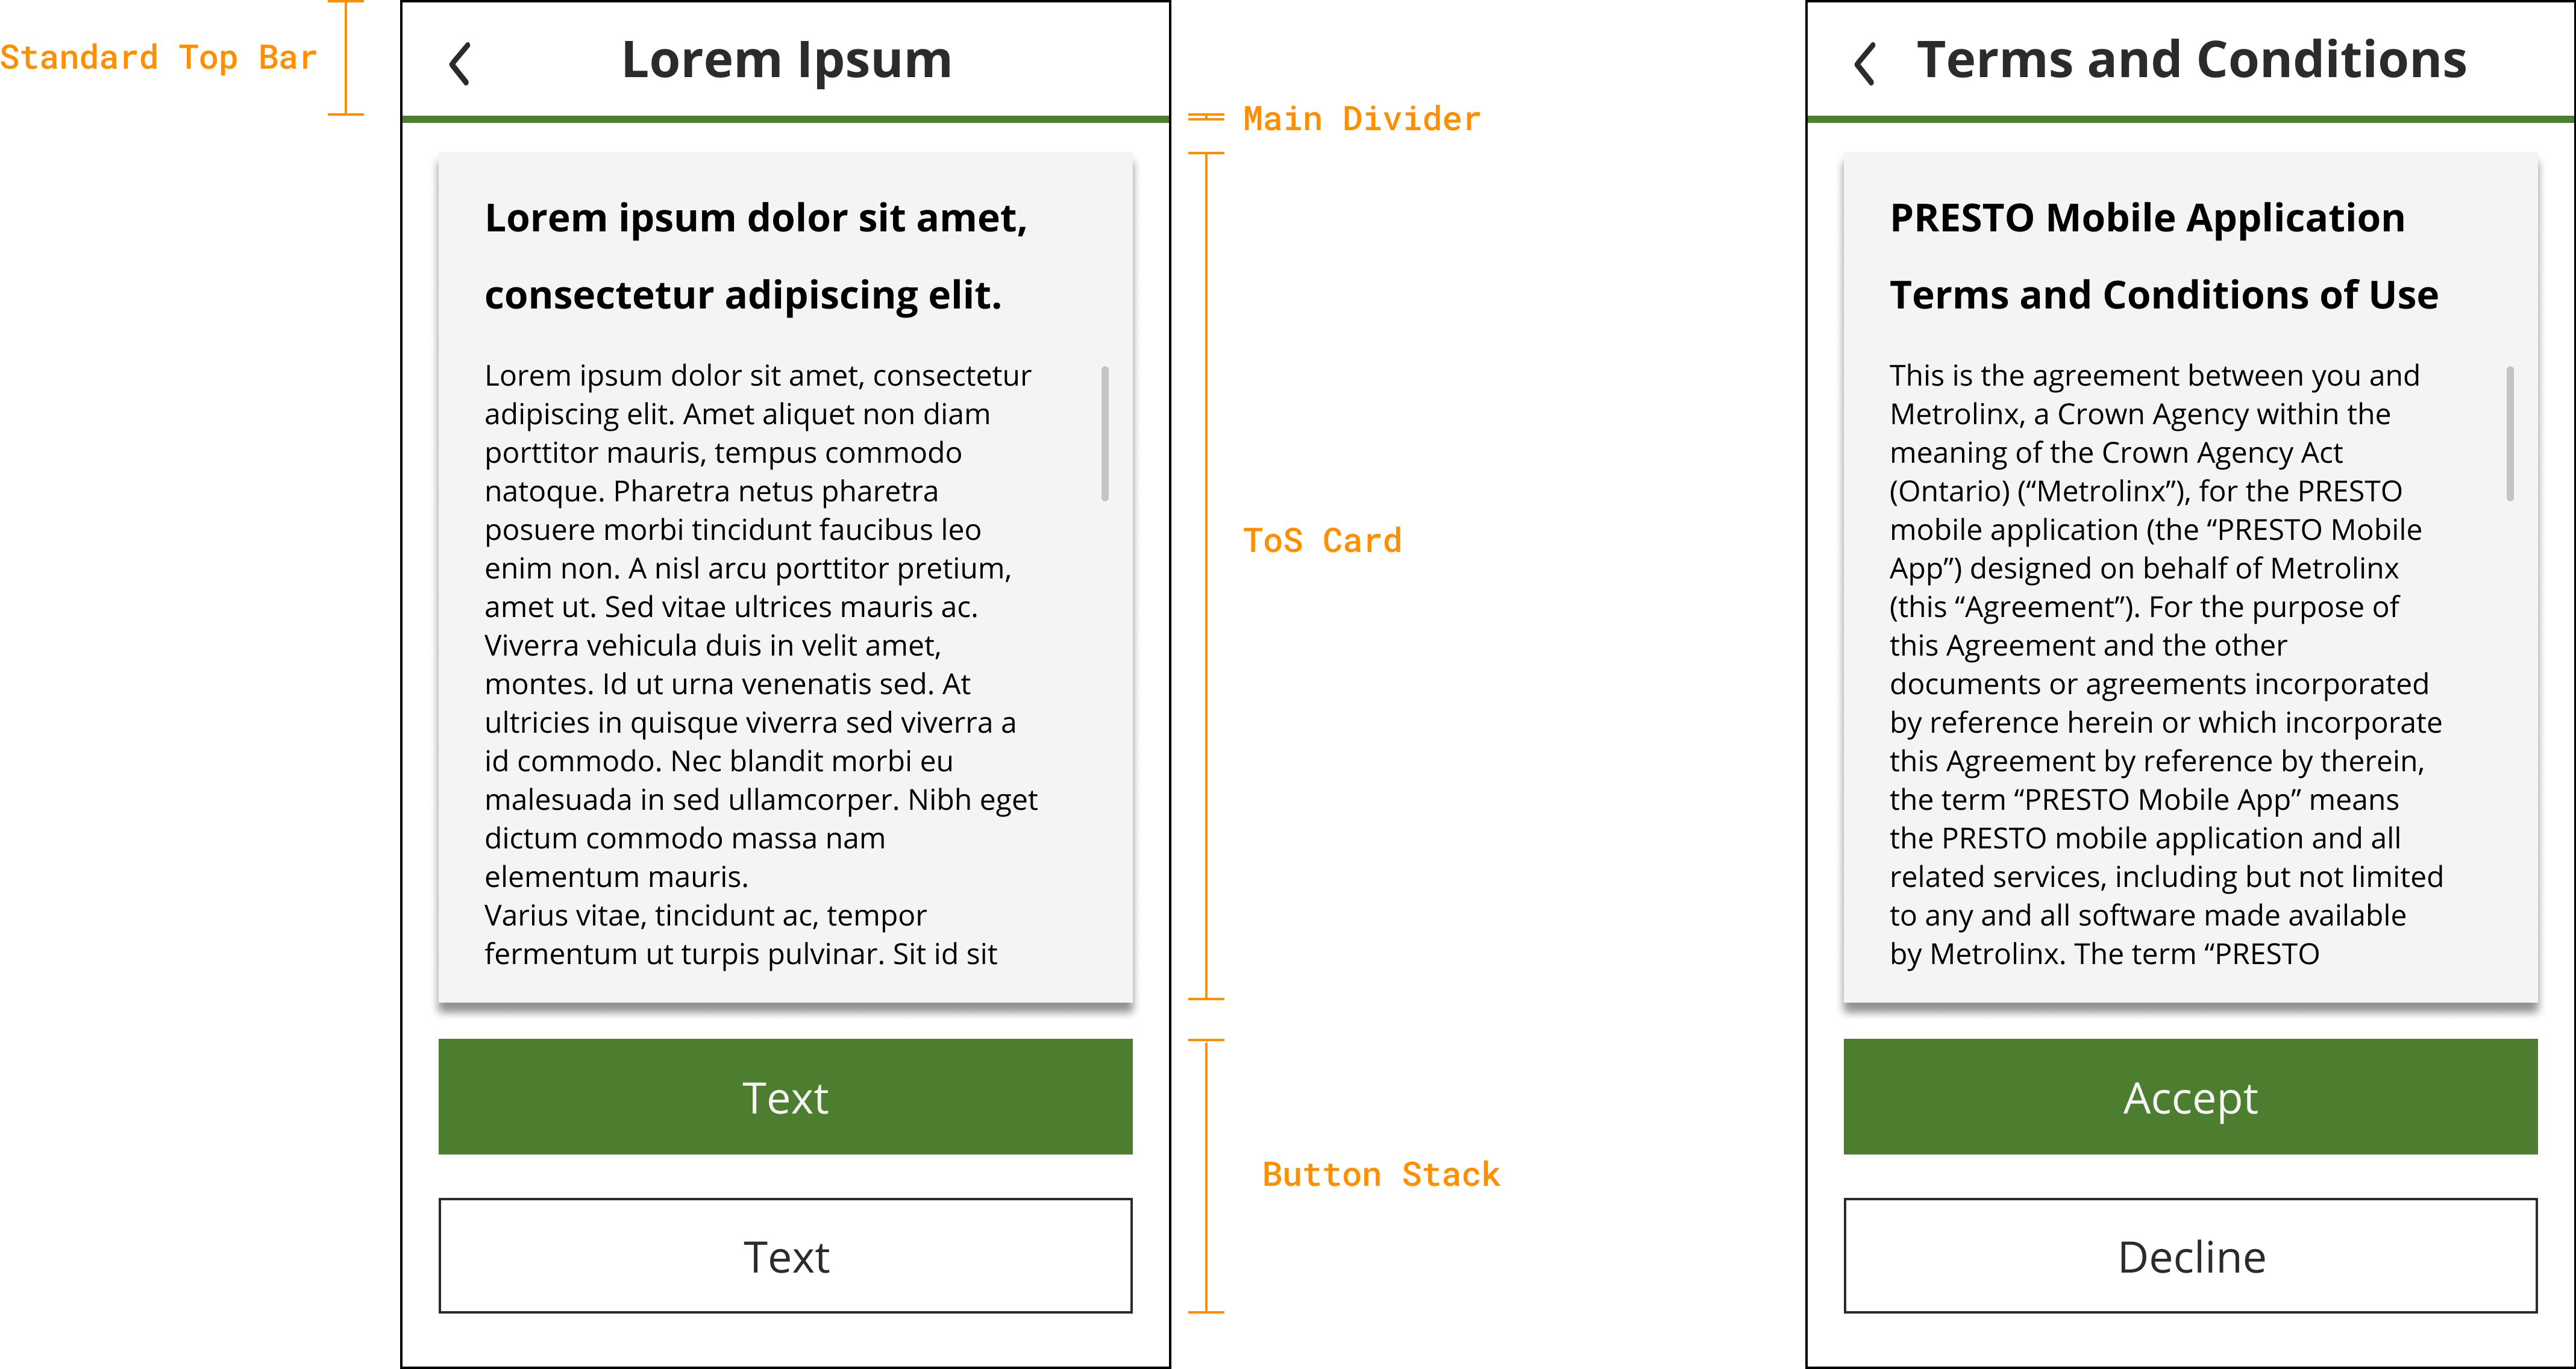 Standard Top Bar
Lorem Ipsum
Main Divider
Lorem ipsum dolor sit amet,
consectetur adipiscing elit.
Lorem ipsum dolor sit amet, consectetur
adipiscing elit. Amet aliquet non diam
porttitor mauris, tempus commodo
natoque. Pharetra netus pharetra
posuere morbi tincidunt faucibus leo
enim non. A nisl arcu porttitor pretium,
amet ut. Sed vitae ultrices mauris ac.
Viverra vehicula duis in velit amet,
montes. Id ut urna venenatis sed. At
ultricies in quisque viverra sed viverra a
id commodo. Nec blandit morbi eu
malesuada in sed ullamcorper. Nibh eget
dictum commodo massa nam
elementum mauris.
Varius vitae, tincidunt ac, tempor
fermentum ut turpis pulvinar. Sit id sit
ToS Card
Text
Text
Button Stack
Terms and Conditions
PRESTO Mobile Application
Terms and Conditions of Use
This is the agreement between you and
Metrolinx, a Crown Agency within the
meaning of the Crown Agency Act
(Ontario) (“Metrolinx”), for the PRESTO
mobile application (the “PRESTO Mobile
App”) designed on behalf of Metrolinx
(this “Agreement”). For the purpose of
this Agreement and the other
documents or agreements incorporated
by reference herein or which incorporate
this Agreement by reference by therein,
the term “PRESTO Mobile App” means
the PRESTO mobile application and all
related services, including but not limited
to any and all software made available
by Metrolinx. The term “PRESTO
Accept
Decline